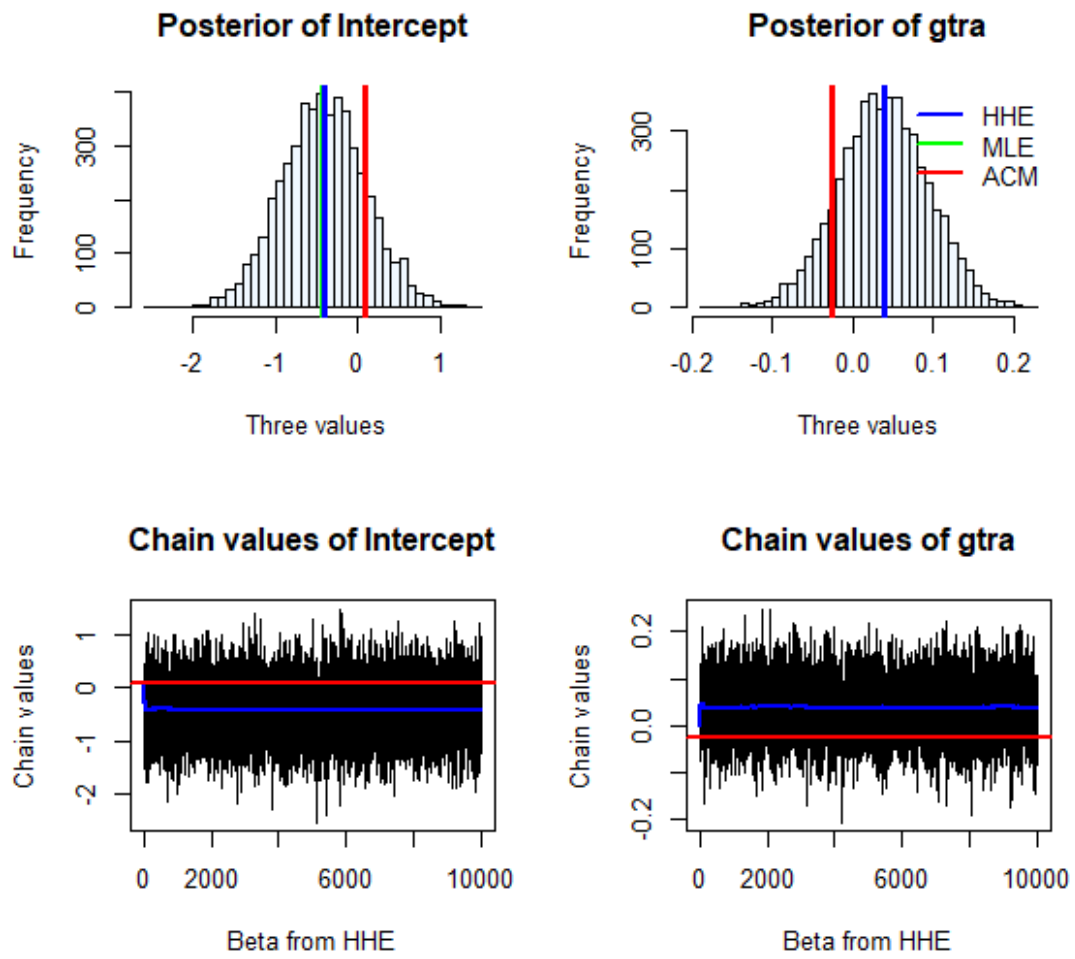 Posterior of Intercept
Frequency
0
100
300
-2
-1
0
1
Three values
Posterior of gtra
Frequency
0
100
300
HHE
MLE
ACM
-0.2
-0.1
0.0
0.1
0.2
Three values
Chain values of Intercept
Chain values
-2
-1
0
1
0
2000
6000
10000
Beta from HHE
Chain values of gtra
Chain values
-0.2
0.0
0.2
0
2000
6000
10000
Beta from HHE